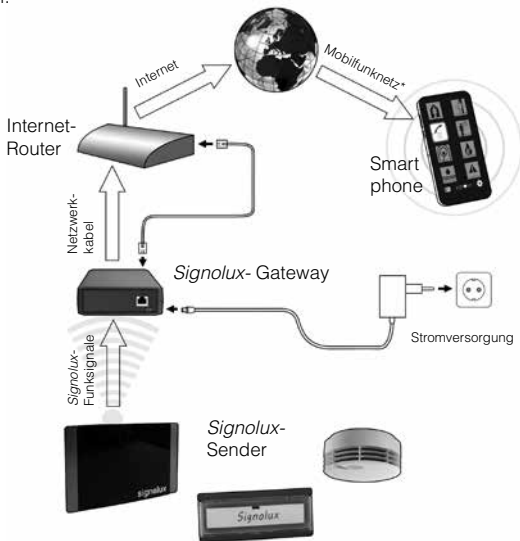 Internet
Mobilfunknetz*
Internet-
Router
Smart
phone
Netzwerk-
kabel
Signolux- Gateway
Stromversorgung
Signolux-
Funksignale
Signolux-
Sender
signolux
Signolux